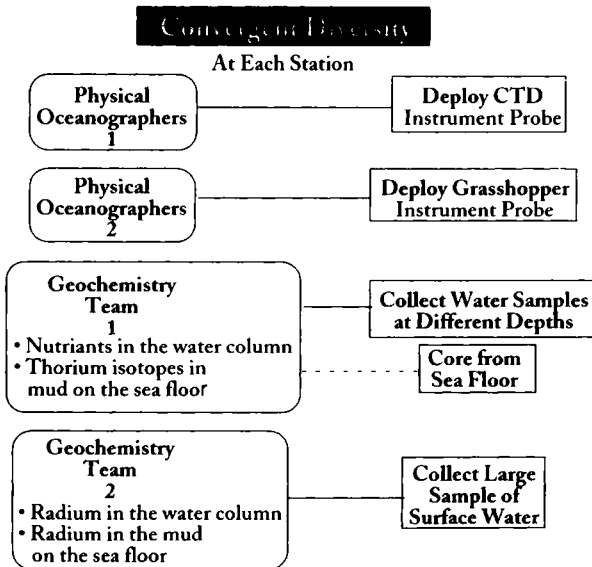 Convergent Diversity
At Each Station
Physical
Oceanographers
1
Deploy CTD
Instrument Probe
Physical
Oceanographers
2
Deploy Grasshopper
Instrument Probe
Geochemistry
Team
1
• Nutriants in the water column
• Thorium isotopes in
mud on the sea floor
Collect Water Samples
at Different Depths
Core from
Sea Floor
Geochemistry
Team
2
• Radium in the water column
• Radium in the mud
on the sea floor
Collect Large
Sample of
Surface Water